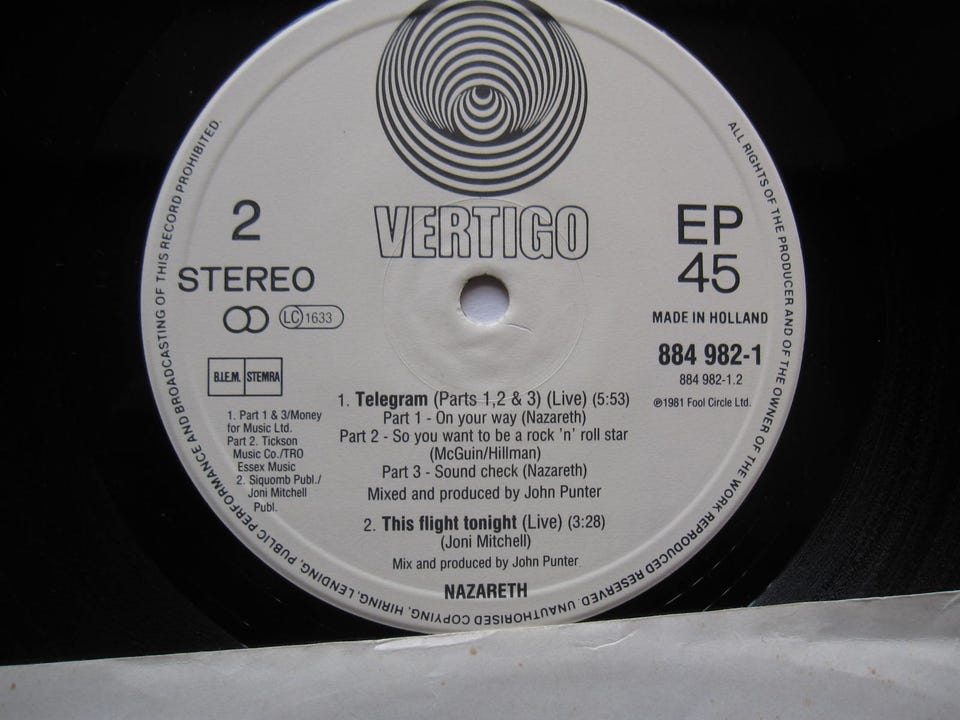 VERTIGO
2
STEREO
LC 1633
B.I.E.M. STEMRA
1. Part 1 & 3/Money
for Music Ltd.
Part 2. Tickson
Music Co./TRO
Essex Music
2. Siquomb Publ./
Joni Mitchell
Publ.
EP
45
MADE IN HOLLAND
884 982-1
884 982-1.2
℗1981 Fool Circle Ltd.
1. Telegram (Parts 1,2 & 3) (Live) (5:53)
Part 1 - On your way (Nazareth)
Part 2 - So you want to be a rock 'n' roll star
(McGuin/Hillman)
Part 3 - Sound check (Nazareth)
Mixed and produced by John Punter
2. This flight tonight (Live) (3:28)
(Joni Mitchell)
Mix and produced by John Punter
NAZARETH
ALL RIGHTS OF THE PRODUCER AND OF THE OWNER OF THE WORK REPRODUCED RESERVED. UNAUTHORISED COPYING, HIRING, LENDING, PUBLIC PERFORMANCE AND BROADCASTING OF THIS RECORD PROHIBITED.